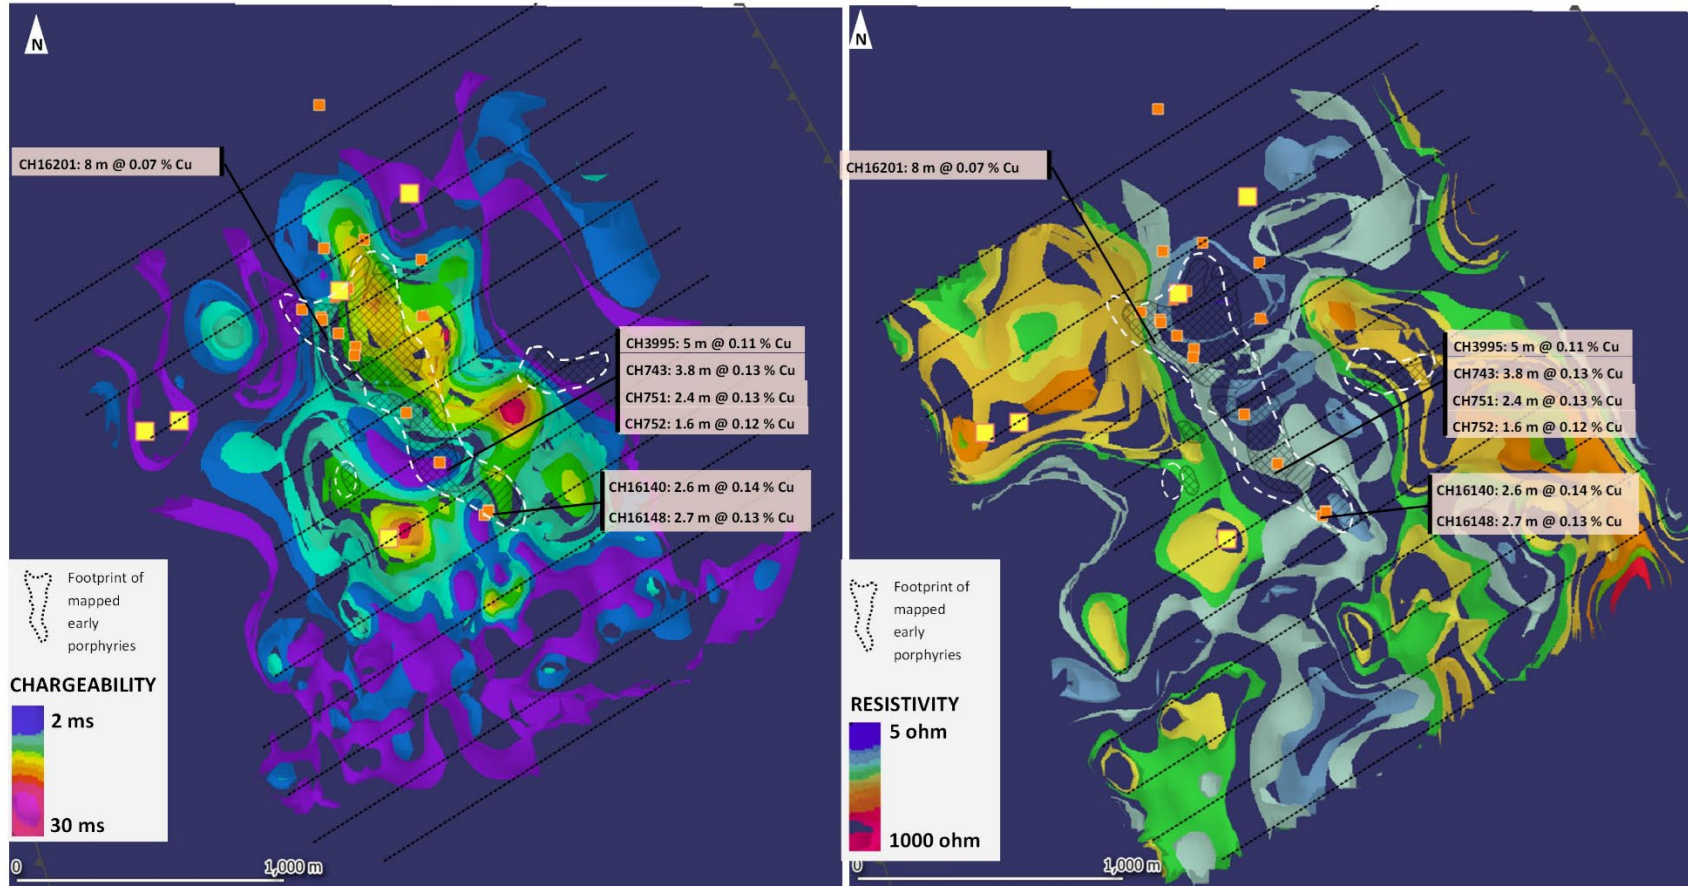 N
CH16201: 8 m @ 0.07 % Cu
CH3995: 5 m @ 0.11 % Cu
CH743: 3.8 m @ 0.13 % Cu
CH751: 2.4 m @ 0.13 % Cu
CH752: 1.6 m @ 0.12 % Cu
CH16140: 2.6 m @ 0.14 % Cu
CH16148: 2.7 m @ 0.13 % Cu
Footprint of
mapped
early
porphyries
CHARGEABILITY
2 ms
30 ms
0
1,000 m
N
CH16201: 8 m @ 0.07 % Cu
CH3995: 5 m @ 0.11 % Cu
CH743: 3.8 m @ 0.13 % Cu
CH751: 2.4 m @ 0.13 % Cu
CH752: 1.6 m @ 0.12 % Cu
CH16140: 2.6 m @ 0.14 % Cu
CH16148: 2.7 m @ 0.13 % Cu
Footprint of
mapped
early
porphyries
RESISTIVITY
5 ohm
1000 ohm
0
1,000 m